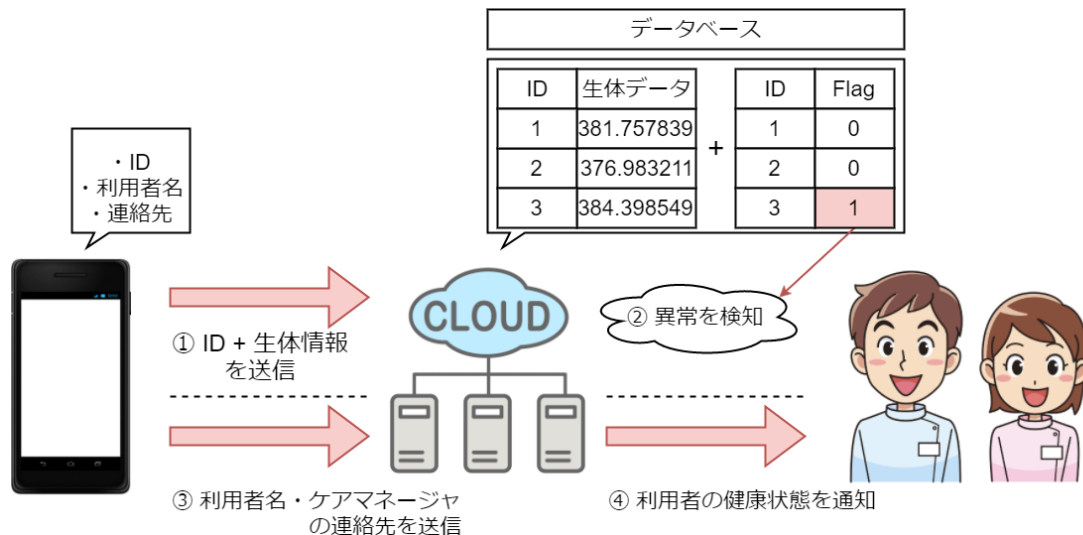 データベース
ID 生体データ
1 381.757839
2 376.983211
3 384.398549
+
ID Flag
1 0
2 0
3 1
・ID
・利用者名
・連絡先
CLOUD
① ID + 生体情報
を送信
② 異常を検知
③ 利用者名・ケアマネージャ
の連絡先を送信
④ 利用者の健康状態を通知